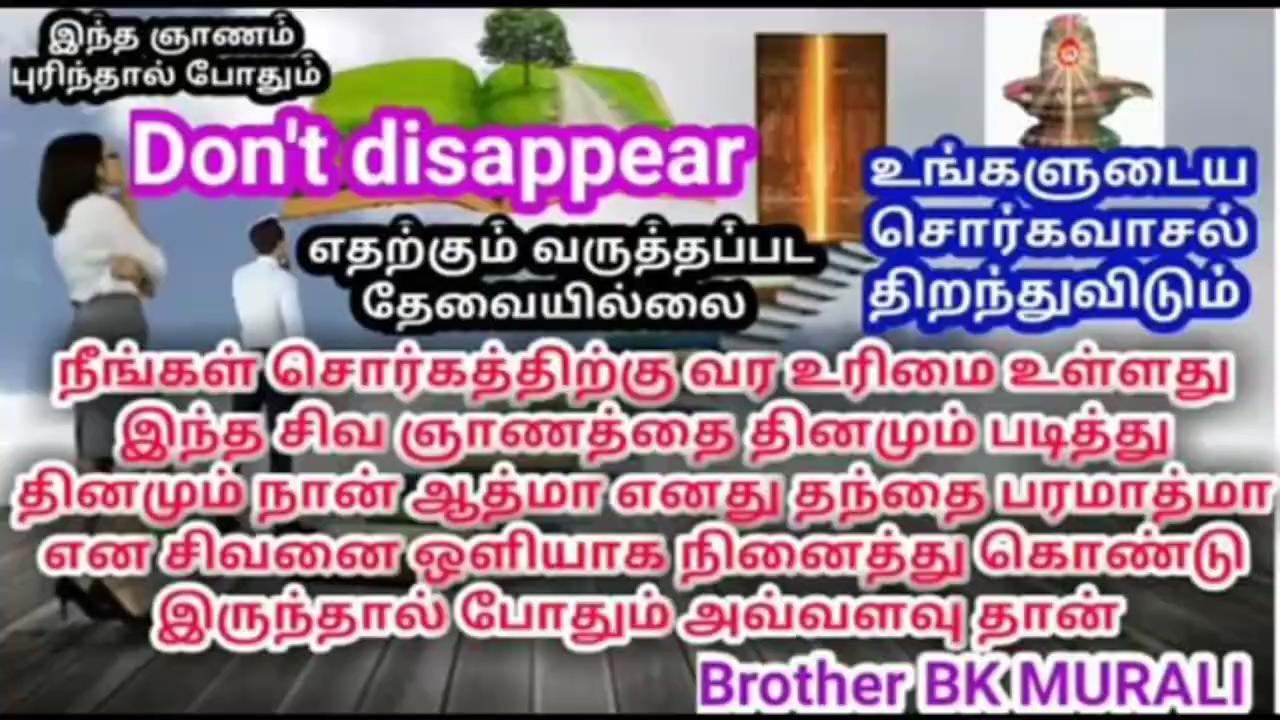 இந்த ஞாணம்
புரிந்தால் போதும்
Don't disappear
எதற்கும் வருத்தப்பட
தேவையில்லை
உங்களுடைய
சொர்கவாசல்
திறந்துவிடும்
நீங்கள் சொர்கத்திற்கு வர உரிமை உள்ளது
இந்த சிவ ஞாணத்தை தினமும் படித்து
தினமும் நான் ஆத்மா எனது தந்தை பரமாத்மா
என சிவனை ஒளியாக நினைத்து கொண்டு
இருந்தால் போதும் அவ்வளவு தான்
Brother BK MURALI